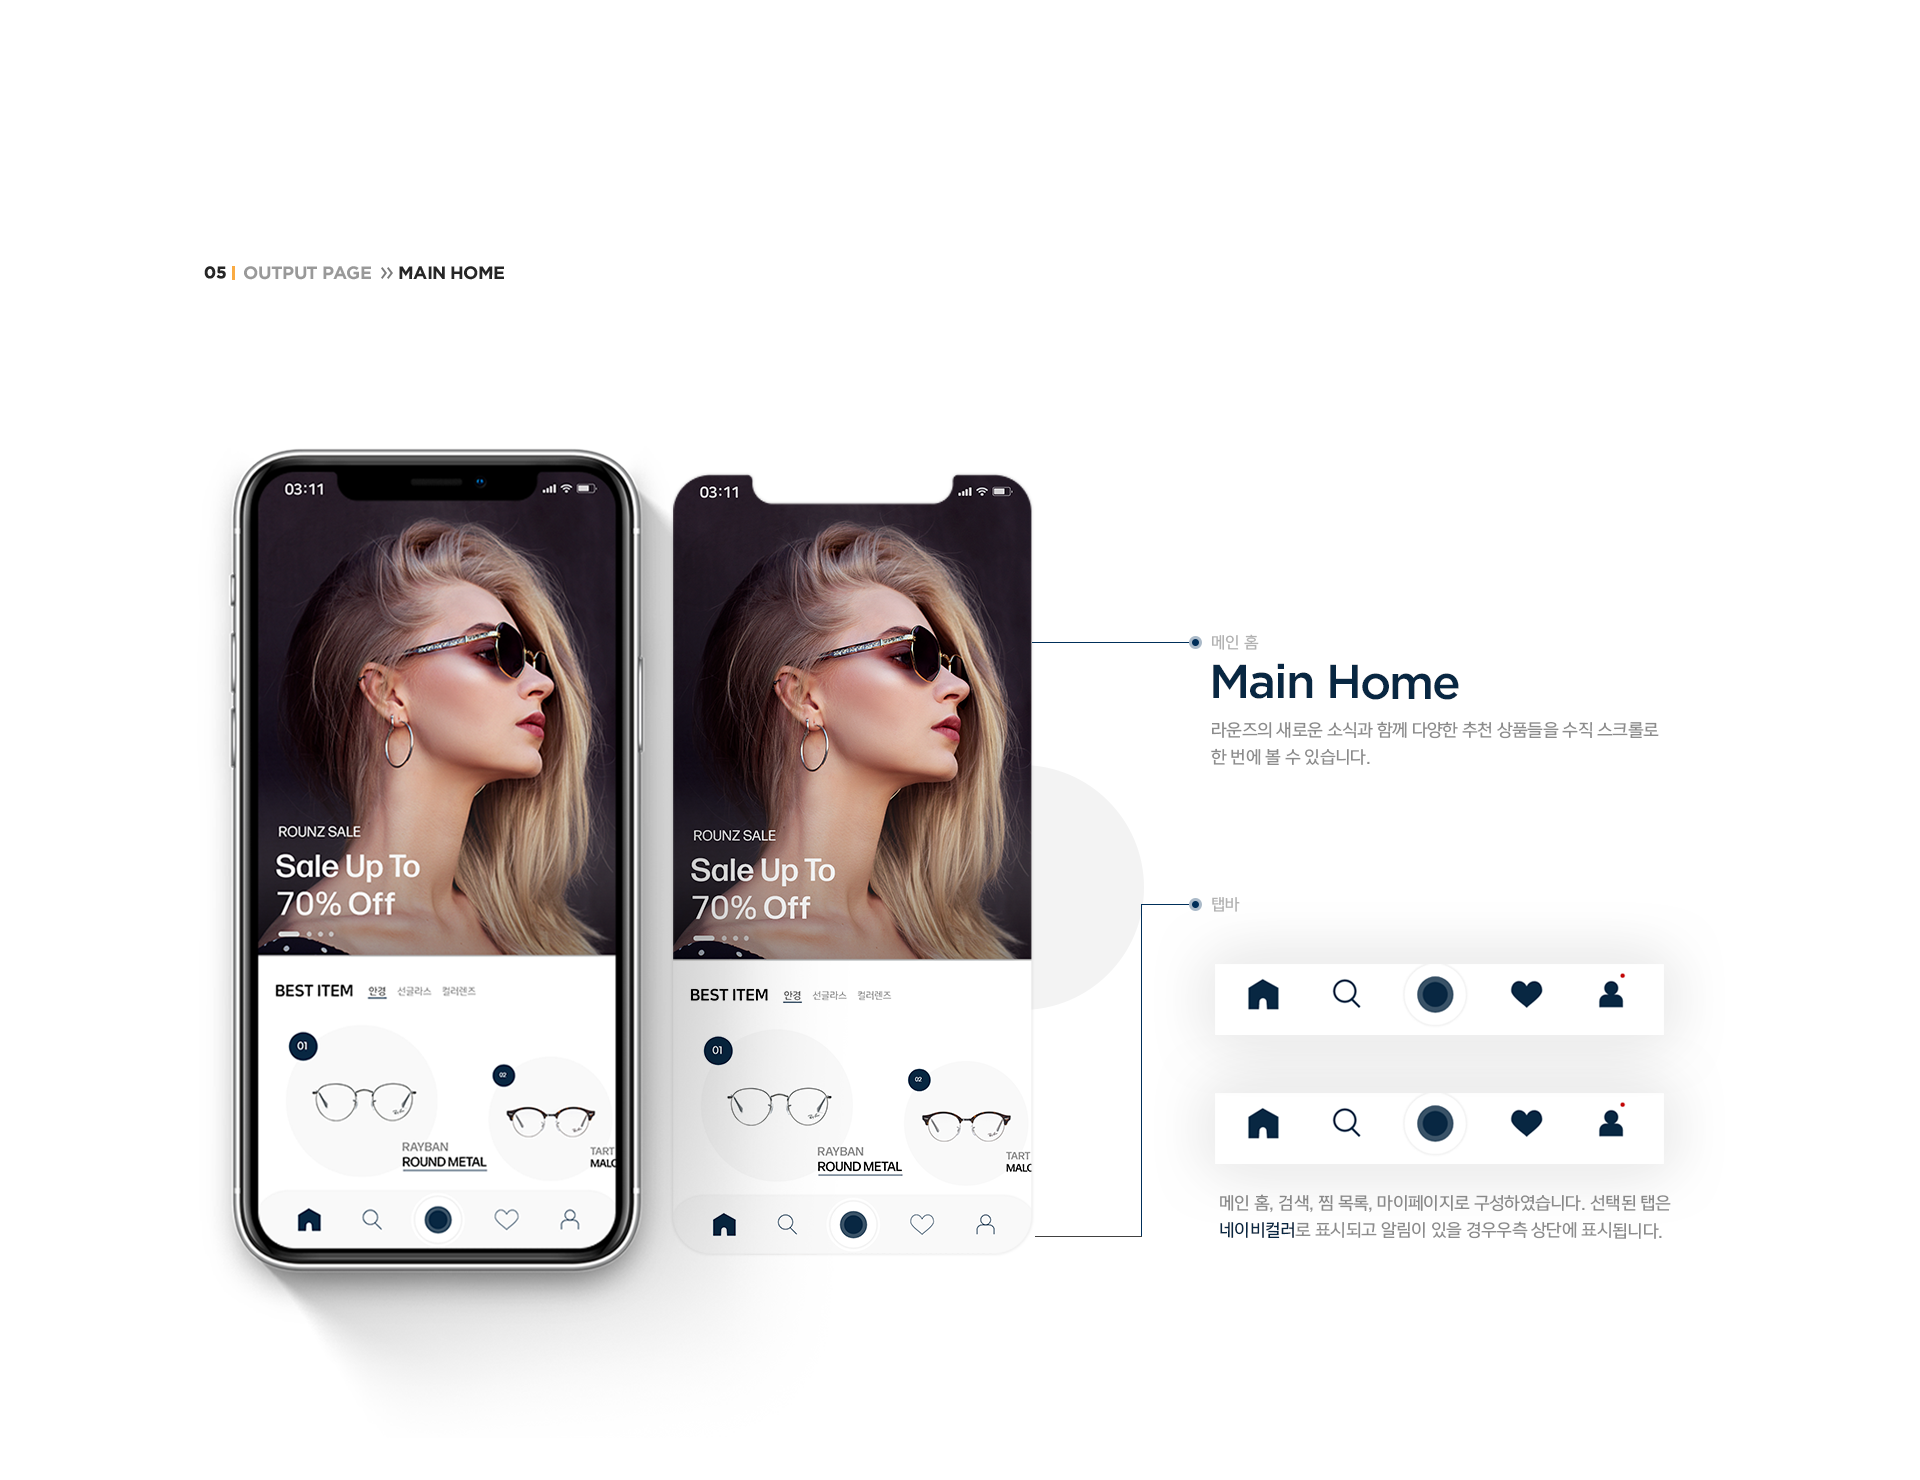 05 | OUTPUT PAGE >> MAIN HOME
03:11
ROUNZ SALE
Sale Up To
70% Off
BEST ITEM 안경 선글라스 컬러렌즈
01
02
RAYBAN
ROUND METAL
TART
MALC
03:11
ROUNZ SALE
Sale Up To
70% Off
BEST ITEM 안경 선글라스 컬러렌즈
01
02
RAYBAN
ROUND METAL
TART
MALC
메인 홈
Main Home
라운즈의 새로운 소식과 함께 다양한 추천 상품들을 수직 스크롤로
한 번에 볼 수 있습니다.
탭바
메인 홈, 검색, 찜 목록, 마이페이지로 구성하였습니다. 선택된 탭은
네이비컬러로 표시되고 알림이 있을 경우우측 상단에 표시됩니다.